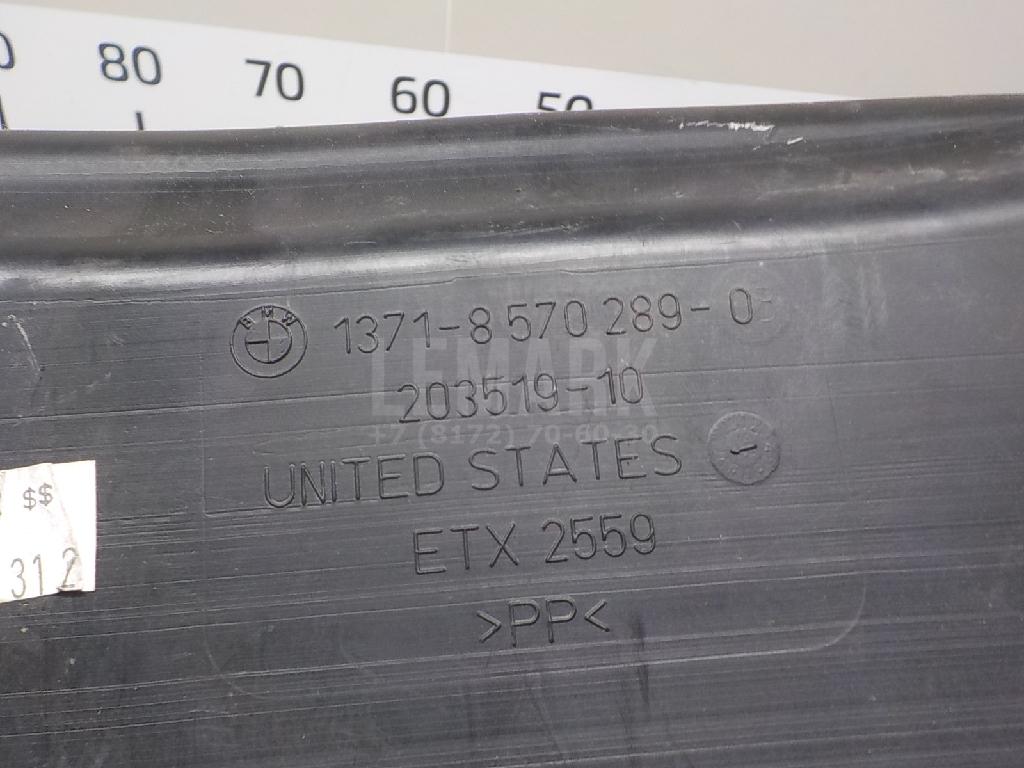 80 70 60 50
BMW 1371-8 570 289-0
LEMARK
203519-10
+7 (8172) 70-60-30
UNITED STATES
ETX 2559
>PP<
$$
312